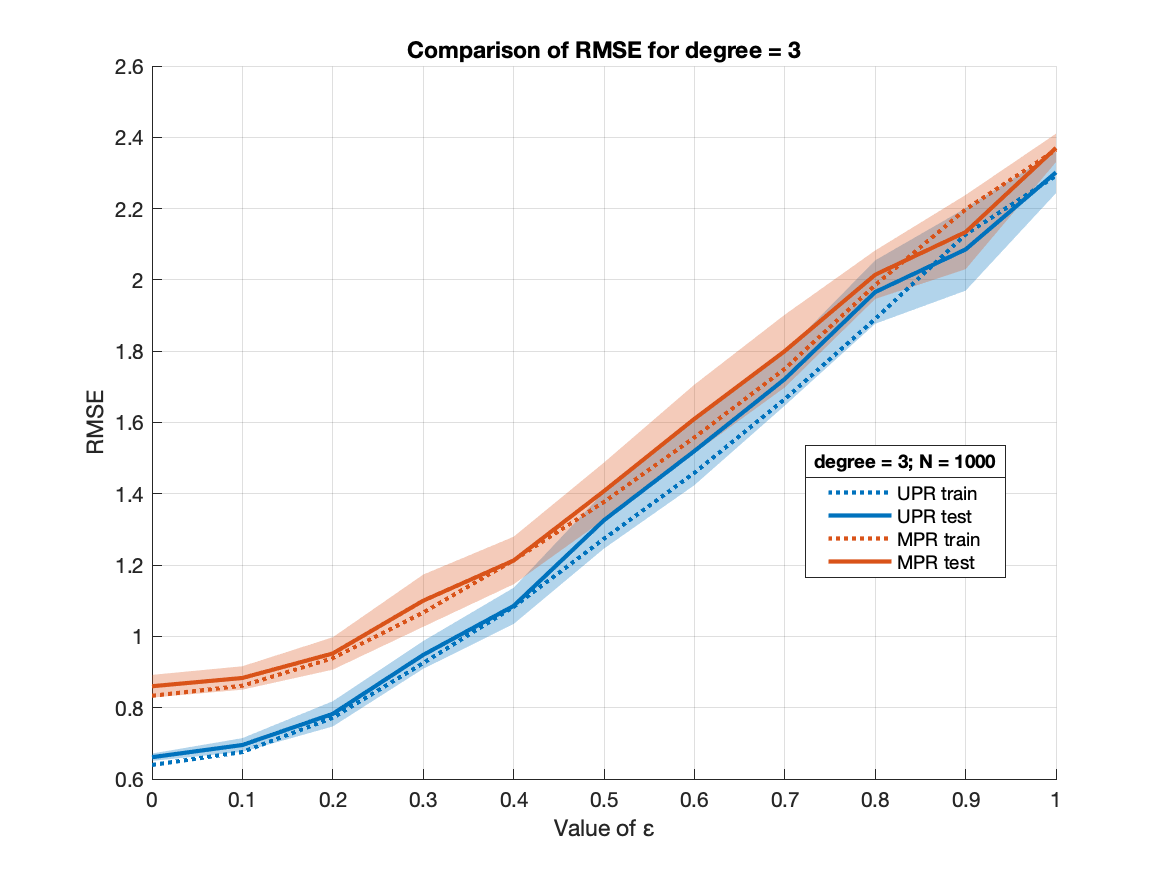 Comparison of RMSE for degree = 3
2.6
2.4
2.2
2
1.8
1.6
1.4
1.2
1
0.8
0.6
RMSE
degree = 3; N = 1000
UPR train
UPR test
MPR train
MPR test
0 0.1 0.2 0.3 0.4 0.5 0.6 0.7 0.8 0.9 1
Value of ε